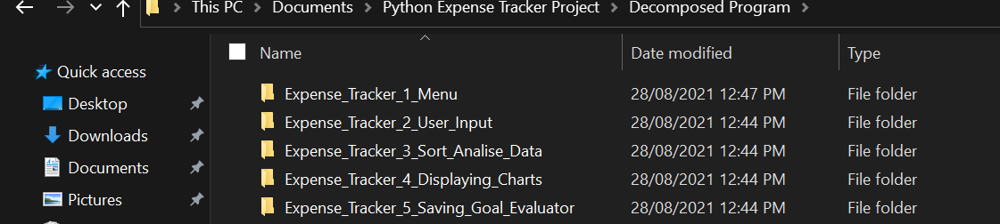 This PC > Documents > Python Expense Tracker Project > Decomposed Program >
Name Date modified Type
Quick access
Desktop
Downloads
Documents
Pictures
Expense_Tracker_1_Menu 28/08/2021 12:47 PM File folder
Expense_Tracker_2_User_Input 28/08/2021 12:44 PM File folder
Expense_Tracker_3_Sort_Analise_Data 28/08/2021 12:44 PM File folder
Expense_Tracker_4_Displaying_Charts 28/08/2021 12:44 PM File folder
Expense_Tracker_5_Saving_Goal_Evaluator 28/08/2021 12:44 PM File folder